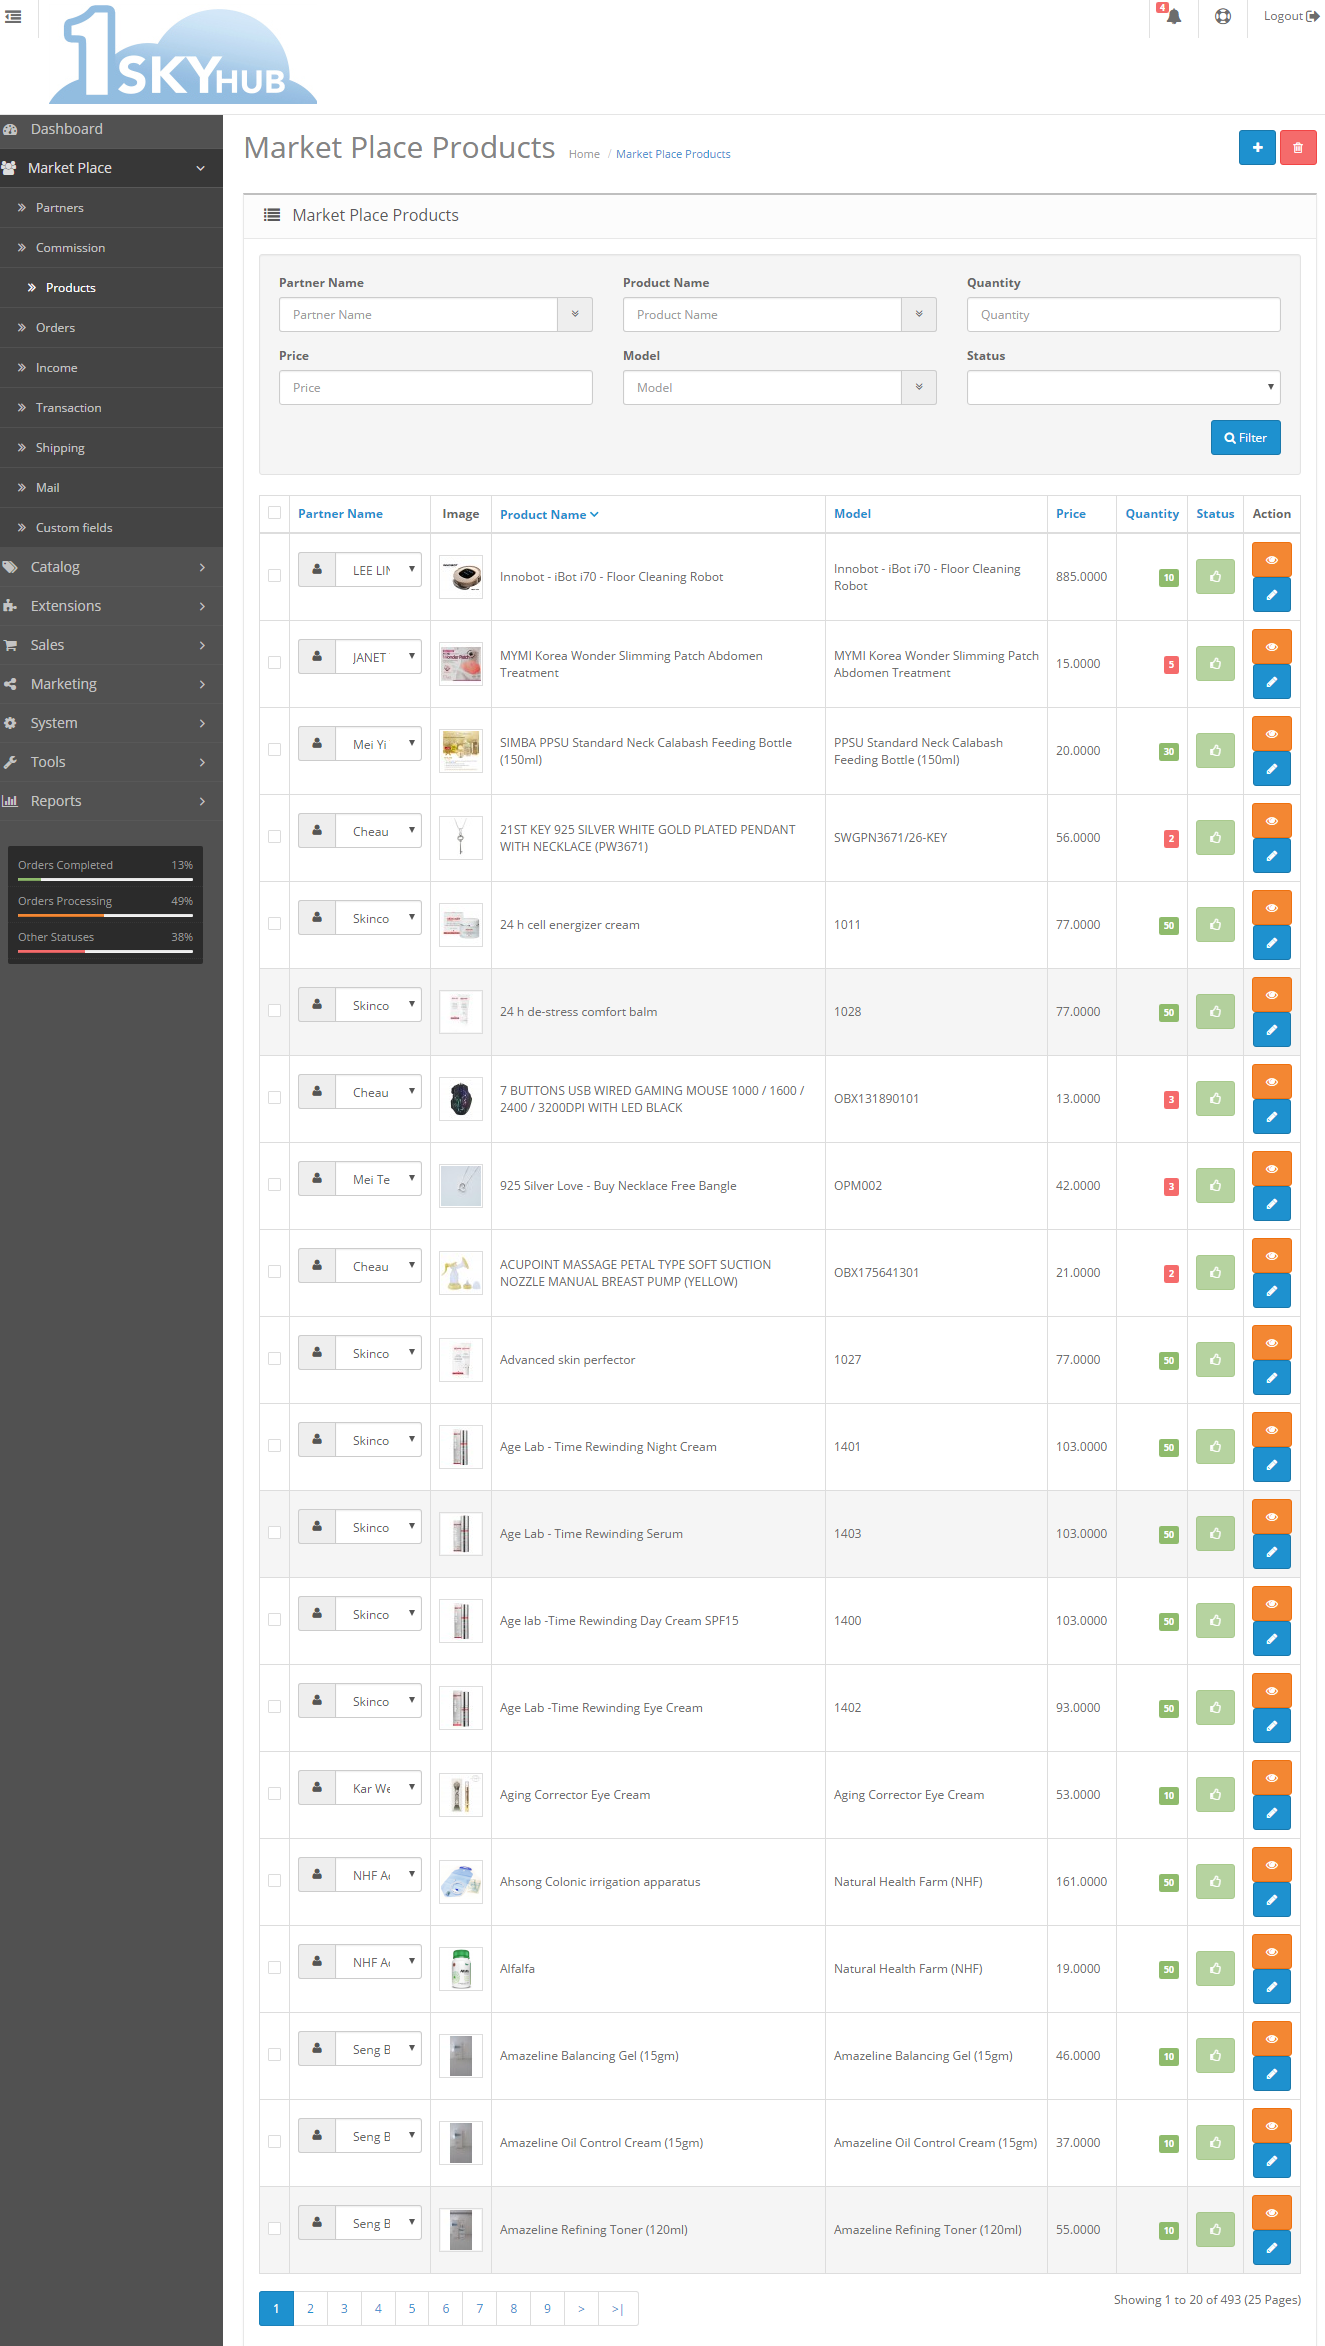 1SKYHUB
4
Logout
Dashboard
Market Place
Partners
Commission
Products
Orders
Income
Transaction
Shipping
Mail
Custom fields
Catalog
Extensions
Sales
Marketing
System
Tools
Reports
Orders Completed 13%
Orders Processing 49%
Other Statuses 38%
Market Place Products Home / Market Place Products
Market Place Products
Partner Name Product Name Quantity
Partner Name Product Name Quantity
Price Model Status
Price Model
Filter
Partner Name Image Product Name Model Price Quantity Status Action
LEE LIN Innobot - iBot i70 - Floor Cleaning Robot Innobot - iBot i70 - Floor Cleaning 885.0000 10
Robot
JANET MYMI Korea Wonder Slimming Patch Abdomen MYMI Korea Wonder Slimming Patch 15.0000 5
Treatment Abdomen Treatment
Mei Yi SIMBA PPSU Standard Neck Calabash Feeding Bottle PPSU Standard Neck Calabash 20.0000 30
(150ml) Feeding Bottle (150ml)
Cheau 21ST KEY 925 SILVER WHITE GOLD PLATED PENDANT SWGPN3671/26-KEY 56.0000 2
WITH NECKLACE (PW3671)
Skinco 24 h cell energizer cream 1011 77.0000 50
Skinco 24 h de-stress comfort balm 1028 77.0000 50
Cheau 7 BUTTONS USB WIRED GAMING MOUSE 1000 / 1600 / OBX131890101 13.0000 3
2400 / 3200DPI WITH LED BLACK
Mei Te 925 Silver Love - Buy Necklace Free Bangle OPM002 42.0000 3
Cheau ACUPOINT MASSAGE PETAL TYPE SOFT SUCTION OBX175641301 21.0000 2
NOZZLE MANUAL BREAST PUMP (YELLOW)
Skinco Advanced skin perfector 1027 77.0000 50
Skinco Age Lab - Time Rewinding Night Cream 1401 103.0000 50
Skinco Age Lab - Time Rewinding Serum 1403 103.0000 50
Skinco Age lab -Time Rewinding Day Cream SPF15 1400 103.0000 50
Skinco Age Lab -Time Rewinding Eye Cream 1402 93.0000 50
Kar We Aging Corrector Eye Cream Aging Corrector Eye Cream 53.0000 10
NHF Ac Ahsong Colonic irrigation apparatus Natural Health Farm (NHF) 161.0000 50
NHF Ac Alfalfa Natural Health Farm (NHF) 19.0000 50
Seng B Amazeline Balancing Gel (15gm) Amazeline Balancing Gel (15gm) 46.0000 10
Seng B Amazeline Oil Control Cream (15gm) Amazeline Oil Control Cream (15gm) 37.0000 10
Seng B Amazeline Refining Toner (120ml) Amazeline Refining Toner (120ml) 55.0000 10
1 2 3 4 5 6 7 8 9 > >|
Showing 1 to 20 of 493 (25 Pages)